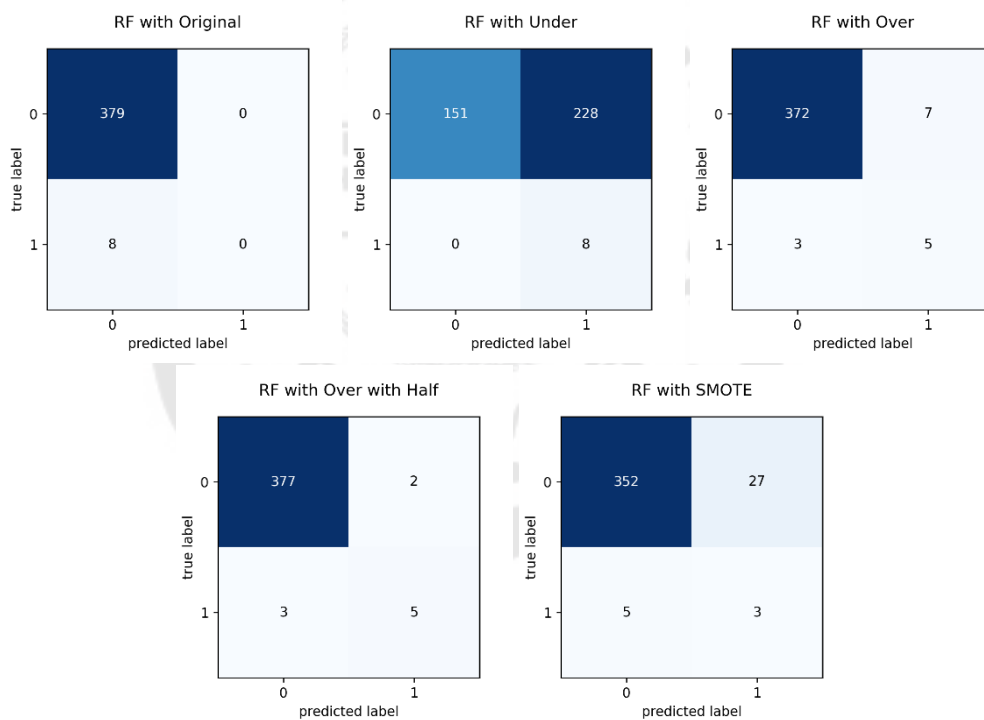 RF with Original
0
379
0
1
8
0
true label
0
1
predicted label
RF with Under
0
151
228
1
0
8
true label
0
1
predicted label
RF with Over
0
372
7
1
3
5
true label
0
1
predicted label
RF with Over with Half
0
377
2
1
3
5
true label
0
1
predicted label
RF with SMOTE
0
352
27
1
5
3
true label
0
1
predicted label